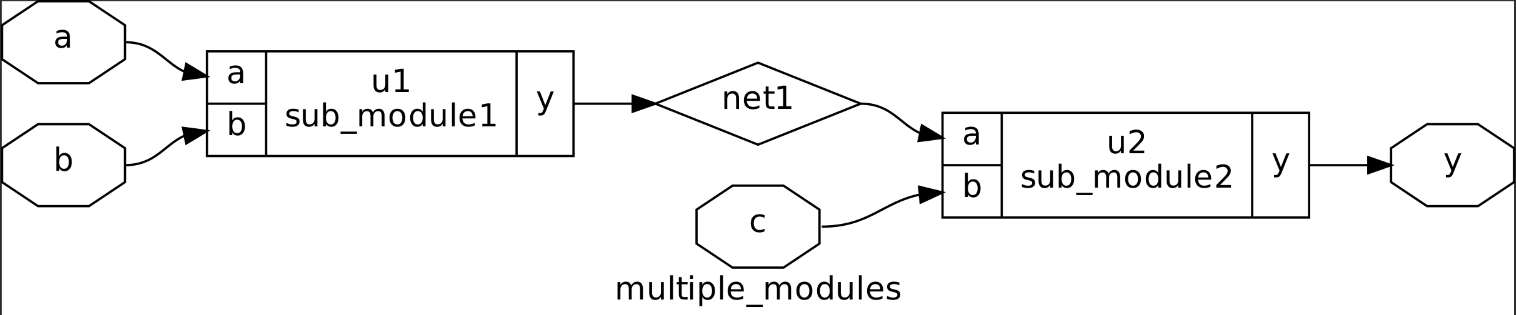 a
b
a
b
u1
sub_module1
y
net1
c
a
b
u2
sub_module2
y
y
multiple_modules